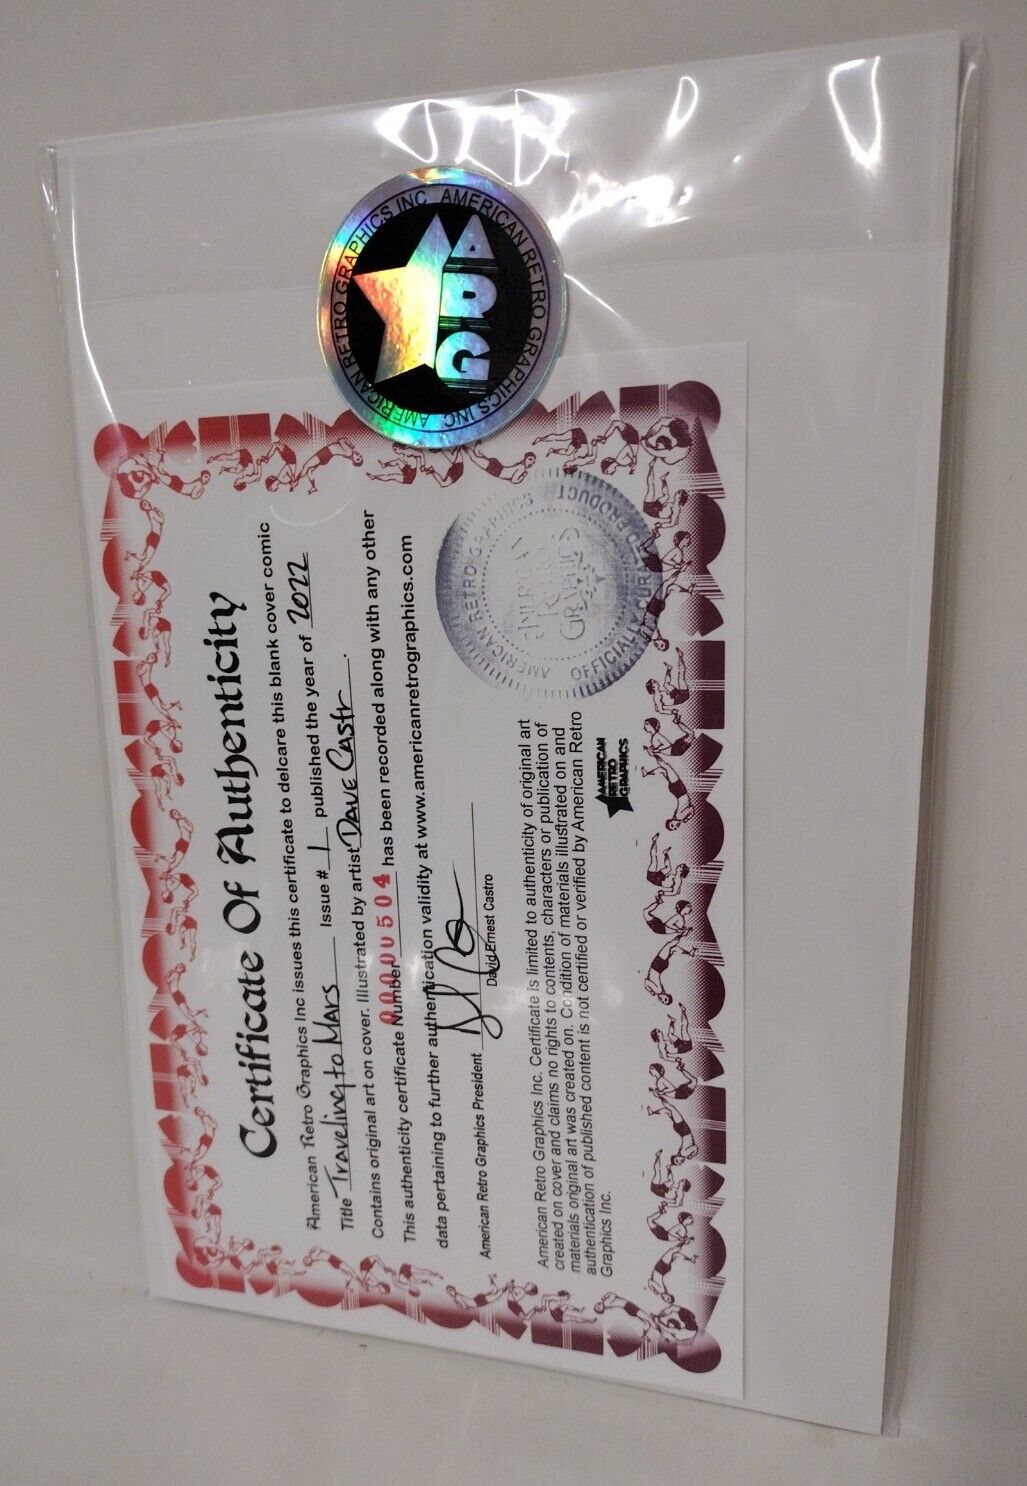 AMERICAN RETRO GRAPHICS INC AMERICAN RETRO GRAPHICS INC
ARG
Certificate Of Authenticity
American Retro Graphics Inc issues this certificate to delcare this blank cover comic
Title Traveling to Mars Issue # 1 published the year of 2022
Contains original art on cover. Illustrated by artist Dave Castr.
This authenticity certificate Number 0000504 has been recorded along with any other
data pertaining to further authentication validity at www.americanretrographics.com
American Retro Graphics President
David Ernest Castro
American Retro Graphics Inc. Certificate is limited to authenticity of original art
created on cover and claims no rights to contents, characters or publication of
materials original art was created on. Condition of materials illustrated on and
authentication of published content is not certified or verified by American Retro
Graphics Inc.
AMERICAN
RETRO
GRAPHICS
AMERICAN RETRO GRAPHICS
PRODUCT
AMERICAN
RETRO
GRAPHICS